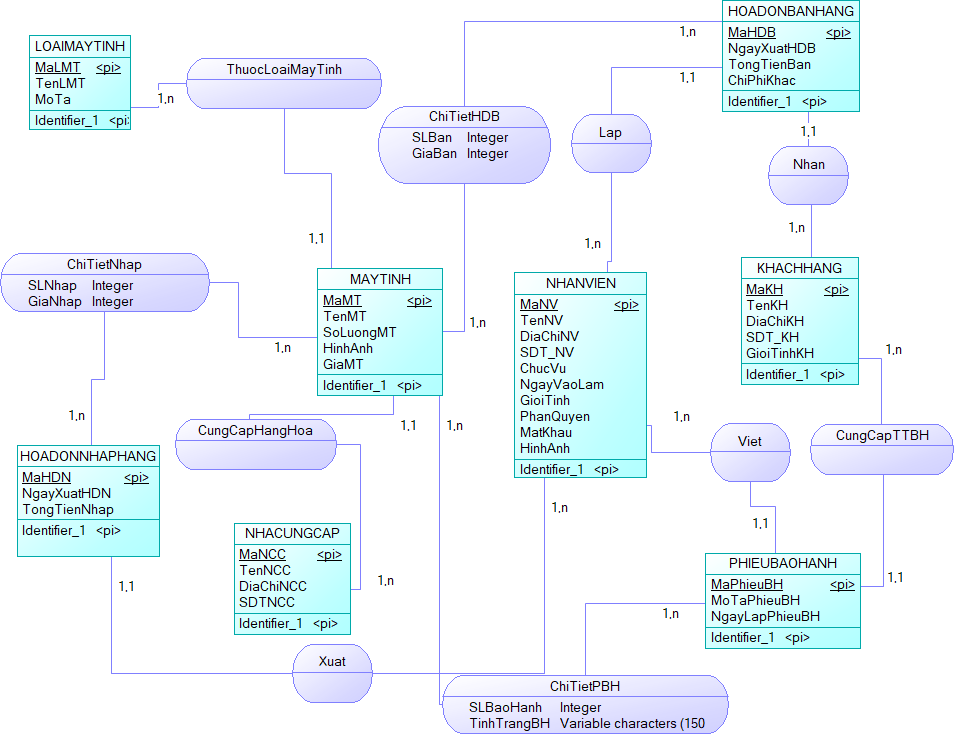 HOADONBANHANG
MaHDB <pi>
NgayXuatHDB
TongTienBan
ChiPhiKhac
Identifier_1 <pi>
1,n
1,1
1,1
LOAIMAYTINH
MaLMT <pi>
TenLMT
MoTa
Identifier_1 <pi
1,n
ThuocLoaiMayTinh
1,1
ChiTietHDB
SLBan Integer
GiaBan Integer
1,n
Lap
1,n
Nhan
1,n
ChiTietNhap
SLNhap Integer
GiaNhap Integer
1,n
1,n
MAYTINH
MaMT <pi>
TenMT
SoLuongMT
HinhAnh
GiaMT
Identifier_1 <pi>
1,1
1,n
NHANVIEN
MaNV <pi>
TenNV
DiaChiNV
SDT_NV
ChucVu
NgayVaoLam
GioiTinh
PhanQuyen
MatKhau
HinhAnh
Identifier_1 <pi>
1,n
1,n
KHACHHANG
MaKH <pi>
TenKH
DiaChiKH
SDT_KH
GioiTinhKH
Identifier_1 <pi>
1,n
CungCapHangHoa
Viet
1,1
CungCapTTBH
1,1
HOADONNHAPHANG
MaHDN <pi>
NgayXuatHDN
TongTienNhap
Identifier_1 <pi>
1,1
NHACUNGCAP
MaNCC <pi>
TenNCC
DiaChiNCC
SDTNCC
Identifier_1 <pi>
1,n
PHIEUBAOHANH
MaPhieuBH <pi>
MoTaPhieuBH
NgayLapPhieuBH
Identifier_1 <pi>
1,n
Xuat
ChiTietPBH
SLBaoHanh Integer
TinhTrangBH Variable characters (150